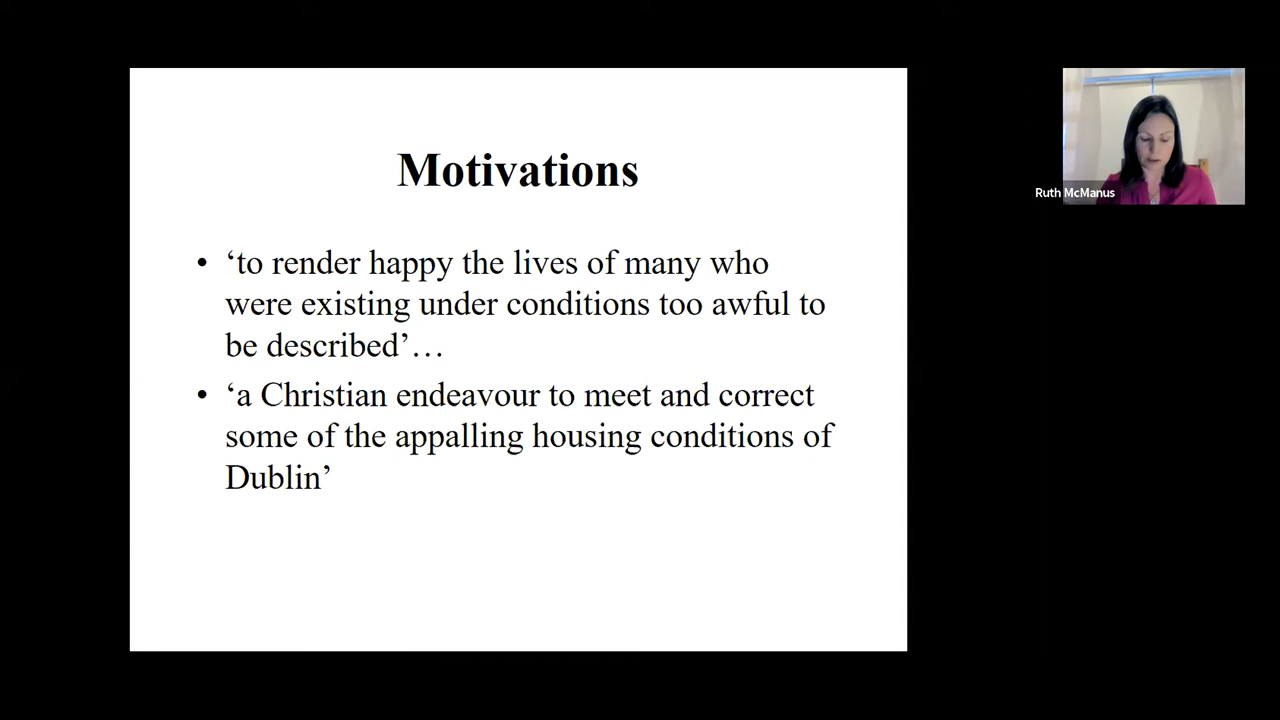 Motivations
• ‘to render happy the lives of many who
were existing under conditions too awful to
be described’…
• ‘a Christian endeavour to meet and correct
some of the appalling housing conditions of
Dublin’
Ruth McManus